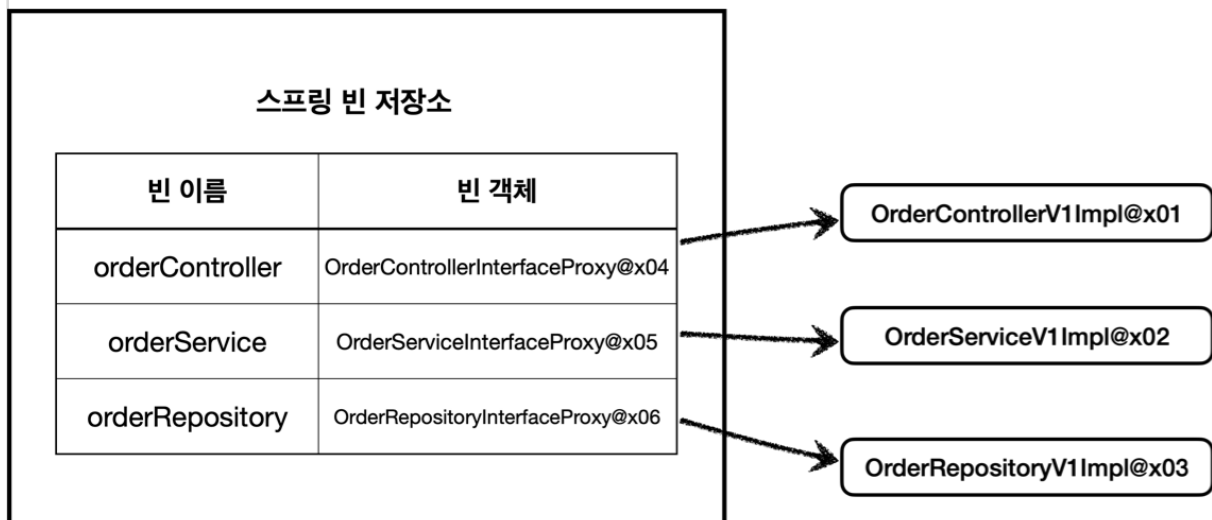 스프링 빈 저장소
빈 이름 빈 객체
orderController OrderControllerInterfaceProxy@x04
orderService OrderServiceInterfaceProxy@x05
orderRepository OrderRepositoryInterfaceProxy@x06
OrderControllerV1Impl@x01
OrderServiceV1Impl@x02
OrderRepositoryV1Impl@x03